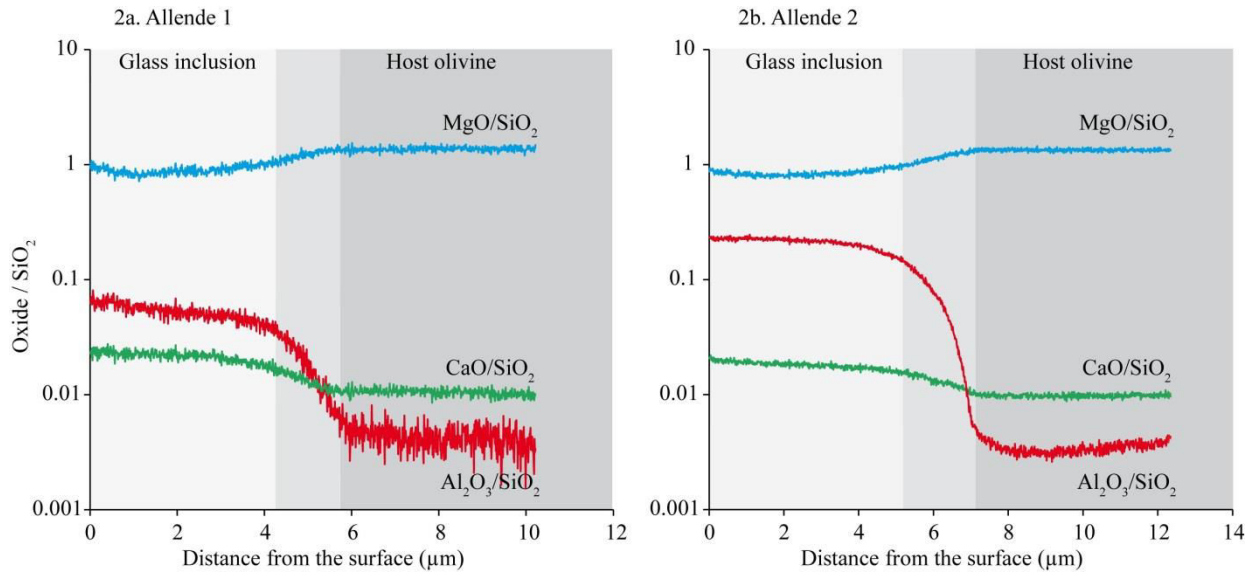 2a. Allende 1
10
1
0.1
0.01
0.001
Oxide / SiO₂
Glass inclusion
Host olivine
MgO/SiO₂
CaO/SiO₂
Al₂O₃/SiO₂
0 2 4 6 8 10 12
Distance from the surface (µm)
2b. Allende 2
10
1
0.1
0.01
0.001
Glass inclusion
Host olivine
MgO/SiO₂
CaO/SiO₂
Al₂O₃/SiO₂
0 2 4 6 8 10 12 14
Distance from the surface (µm)